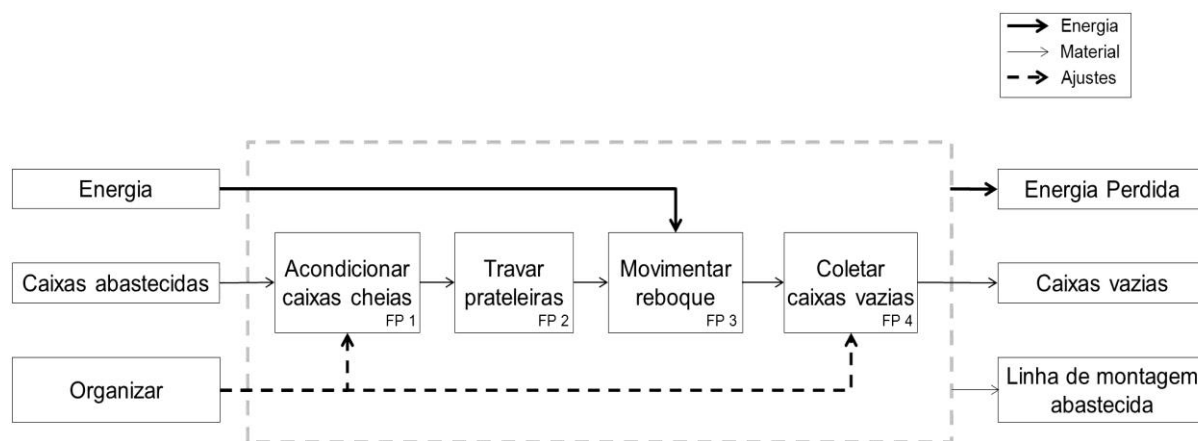 Energia
Material
Ajustes
Energia
Energia Perdida
Caixas abastecidas
Acondicionar
caixas cheias
FP 1
Travar
prateleiras
FP 2
Movimentar
reboque
FP 3
Coletar
caixas vazias
FP 4
Caixas vazias
Organizar
Linha de montagem
abastecida